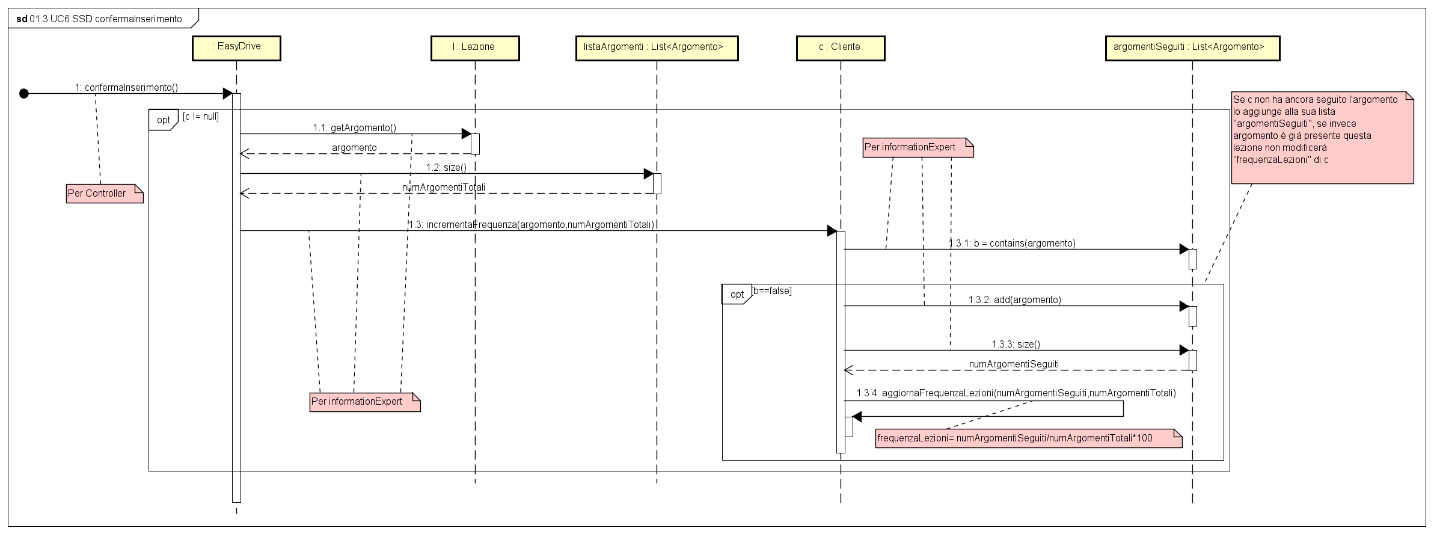 sd 01.3 UC6 SSD confermaInserimento
: EasyDrive
l : Lezione
listaArgomenti : List<Argomento>
c : Cliente
argomentiSeguiti : List<Argomento>
1: confermaInserimento()
Se c non ha ancora seguito l'argomento
lo aggiunge alla sua lista
"argomentiSeguiti", se invece
argomento è già presente questa
lezione non modificherà
"frequenzaLezioni" di c
opt
[c != null]
1.1: getArgomento()
argomento
Per informationExpert
1.2: size()
numArgomentiTotali
Per Controller
1.3: incrementaFrequenza(argomento,numArgomentiTotali)
1.3.1: b = contains(argomento)
opt
b==false]
1.3.2: add(argomento)
1.3.3: size()
numArgomentiSeguiti
1.3.4: aggiornaFrequenzaLezioni(numArgomentiSeguiti,numArgomentiTotali)
Per informationExpert
frequenzaLezioni= numArgomentiSeguiti/numArgomentiTotali*100